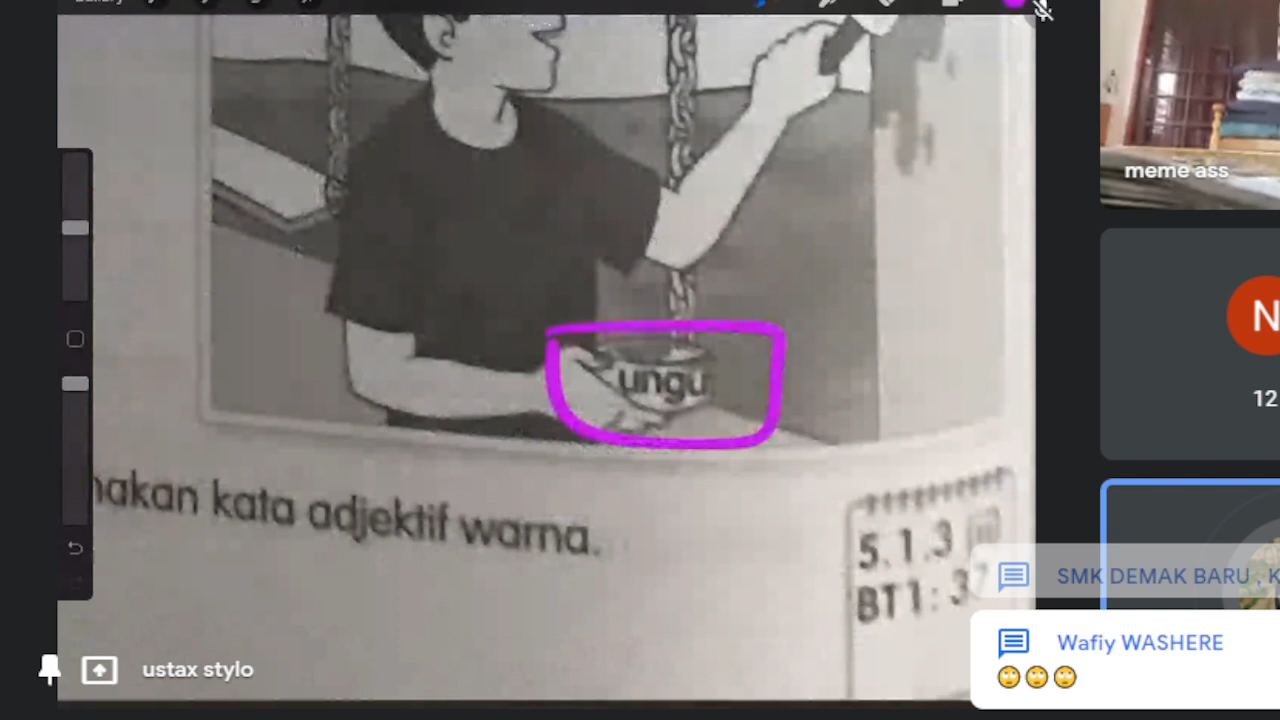 meme ass
ungu
N
12
nakan kata adjektif warna.
5.1.3
BT1: 37
SMK DEMAK BARU , K
Wafiy WASHERE
ustax stylo